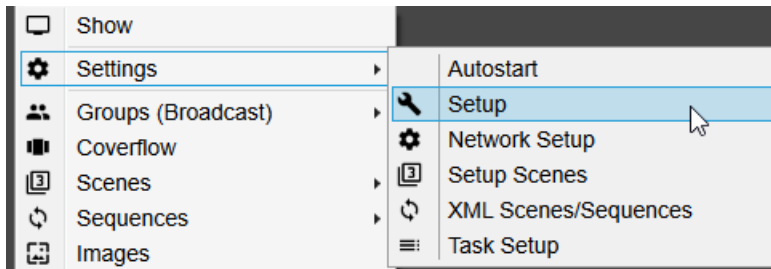 Show
Settings
Groups (Broadcast)
Coverflow
Scenes
Sequences
Images
Autostart
Setup
Network Setup
3 Setup Scenes
XML Scenes/Sequences
Task Setup